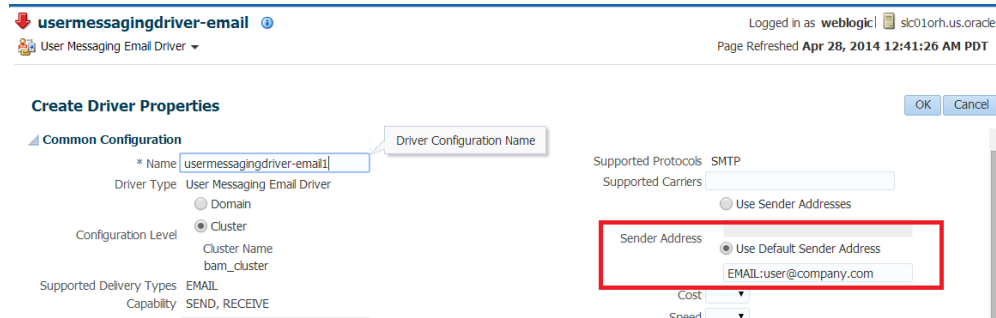 usermessagingdriver-email
Logged in as weblogic slc01orh.us.oracle
User Messaging Email Driver
Page Refreshed Apr 28, 2014 12:41:26 AM PDT
Create Driver Properties
OK Cancel
Common Configuration
Driver Configuration Name
* Name usermessagingdriver-email1
Supported Protocols SMTP
Driver Type User Messaging Email Driver
Supported Carriers
Domain
Use Sender Addresses
Configuration Level
Cluster
Sender Address
Cluster Name
Use Default Sender Address
bam_cluster
EMAIL:user@company.com
Supported Delivery Types EMAIL
Cost
Capability SEND, RECEIVE
Speed